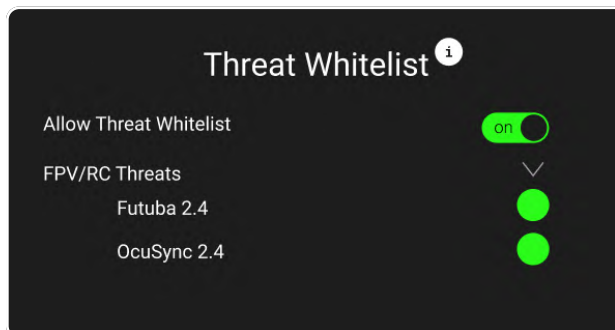 Threat Whitelist i
Allow Threat Whitelist on
FPV/RC Threats
Futuba 2.4
OcuSync 2.4